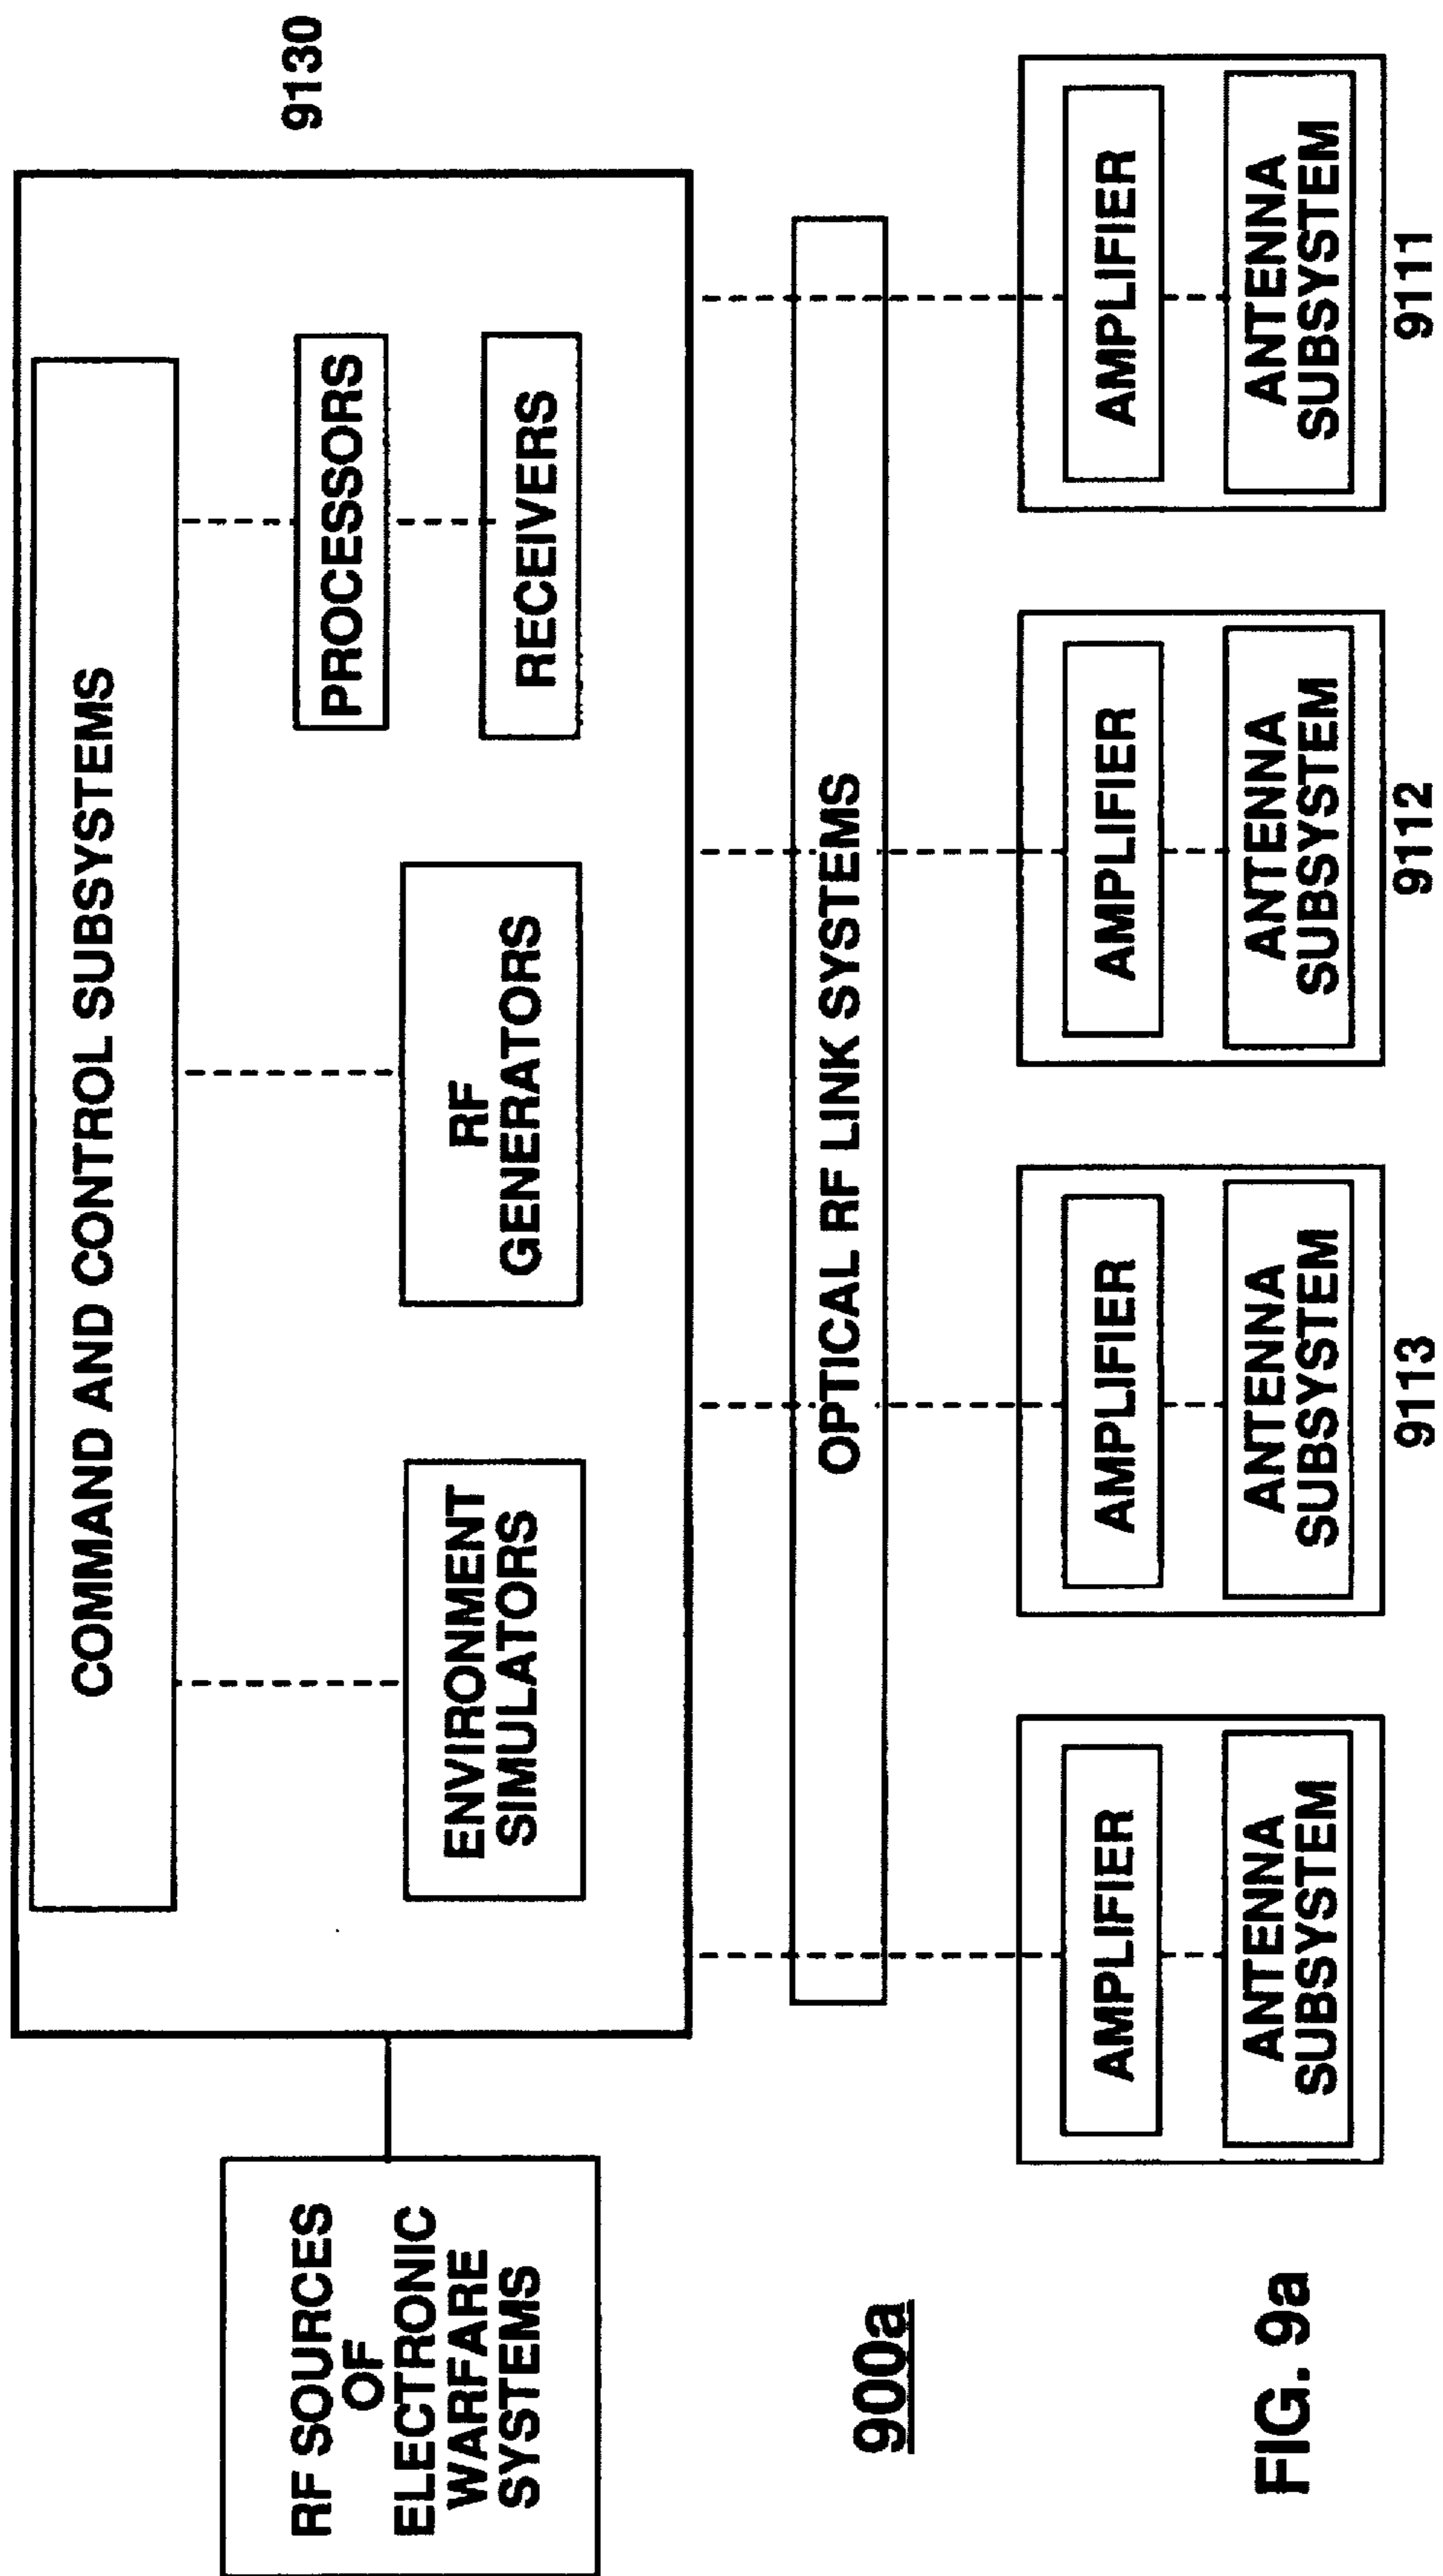 9130
COMMAND AND CONTROL SUBSYSTEMS
RF SOURCES
OF
ELECTRONIC
WARFARE
SYSTEMS
ENVIRONMENT
SIMULATORS
RF
GENERATORS
PROCESSORS
RECEIVERS
OPTICAL RF LINK SYSTEMS
900a
AMPLIFIER
ANTENNA
SUBSYSTEM
AMPLIFIER
ANTENNA
SUBSYSTEM
9113
AMPLIFIER
ANTENNA
SUBSYSTEM
9112
AMPLIFIER
ANTENNA
SUBSYSTEM
9111
FIG. 9a